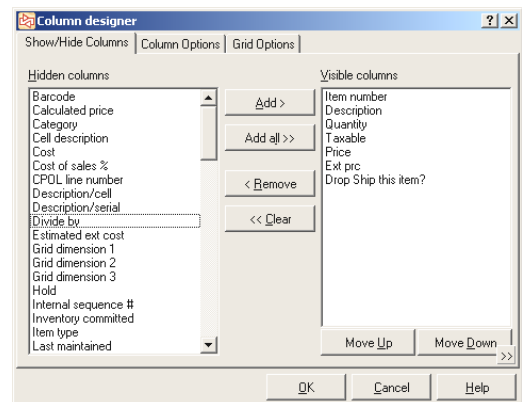 Column designer
? X
Show/Hide Columns Column Options Grid Options
Hidden columns
Barcode
Calculated price
Category
Cell description
Cost
Cost of sales %
CPOL line number
Description/cell
Description/serial
Divide by
Estimated ext cost
Grid dimension 1
Grid dimension 2
Grid dimension 3
Hold
Internal sequence #
Inventory committed
Item type
Last maintained
Add >
Add all >>
< Remove
<< Clear
Visible columns
Item number
Description
Quantity
Taxable
Price
Ext prc
Drop Ship this item?
Move Up Move Down
>>
OK Cancel Help